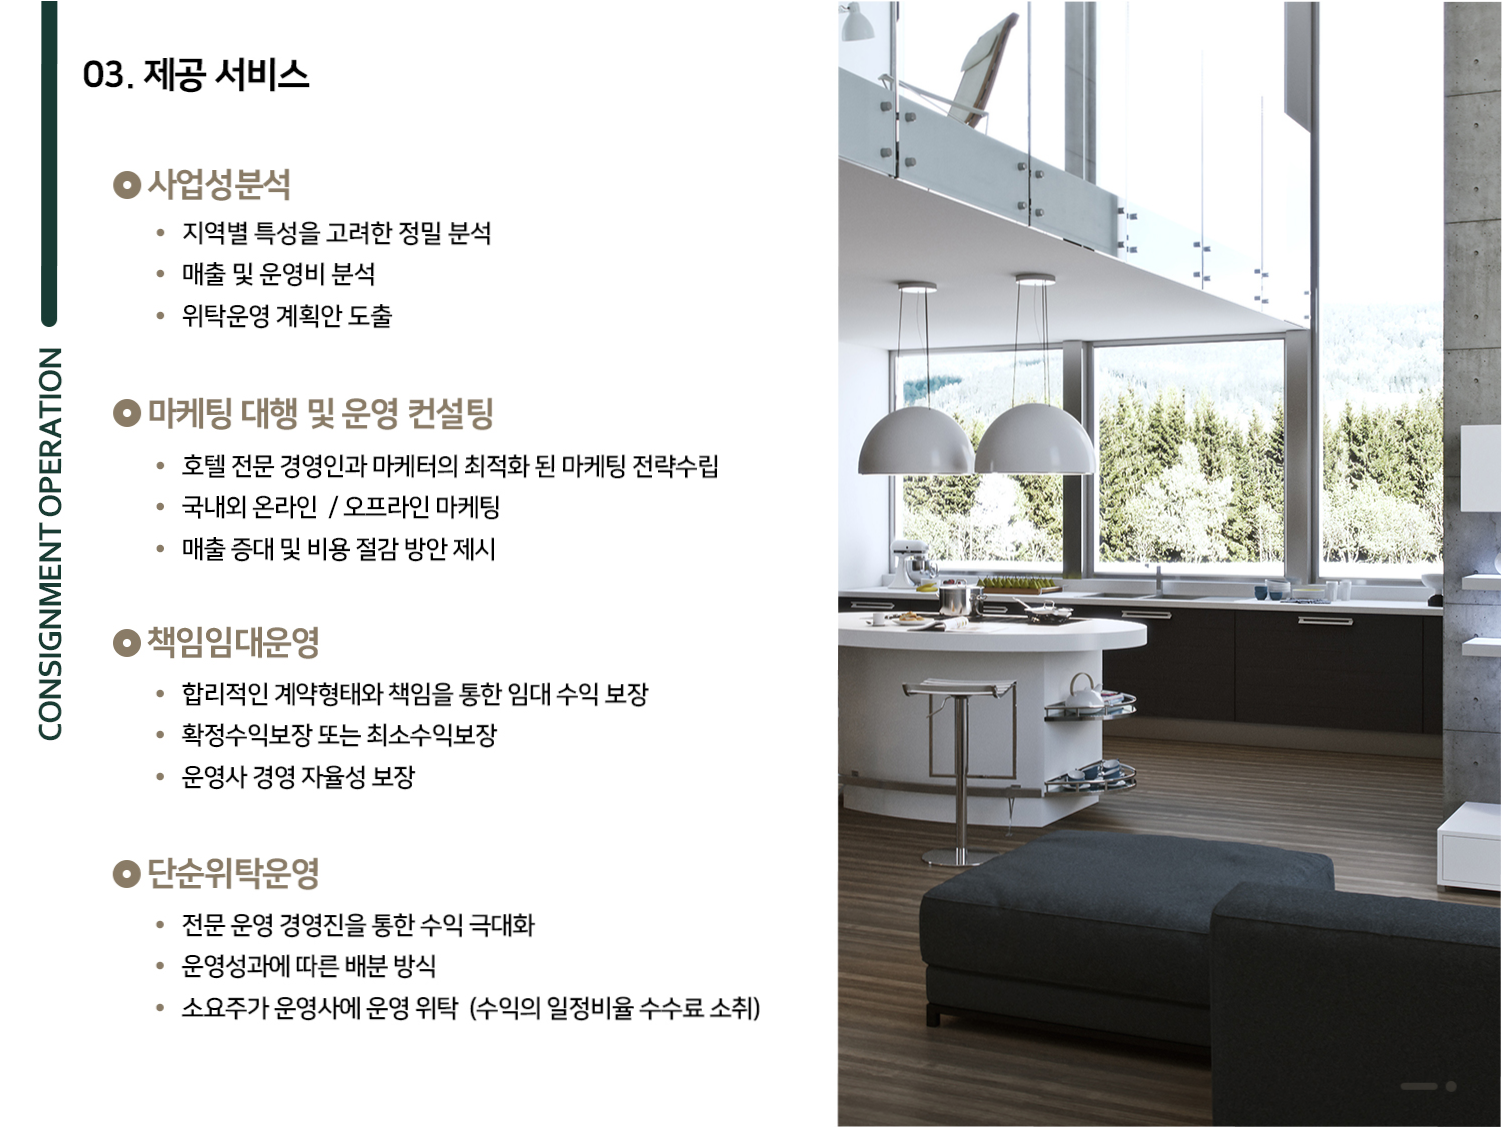 03. 제공 서비스
사업성분석
지역별 특성을 고려한 정밀 분석
매출 및 운영비 분석
위탁운영 계획안 도출
마케팅 대행 및 운영 컨설팅
호텔 전문 경영인과 마케터의 최적화 된 마케팅 전략수립
국내외 온라인 / 오프라인 마케팅
매출 증대 및 비용 절감 방안 제시
책임임대운영
합리적인 계약형태와 책임을 통한 임대 수익 보장
확정수익보장 또는 최소수익보장
운영사 경영 자율성 보장
단순위탁운영
전문 운영 경영진을 통한 수익 극대화
운영성과에 따른 배분 방식
소요주가 운영사에 운영 위탁 (수익의 일정비율 수수료 소취)
CONSIGNMENT OPERATION